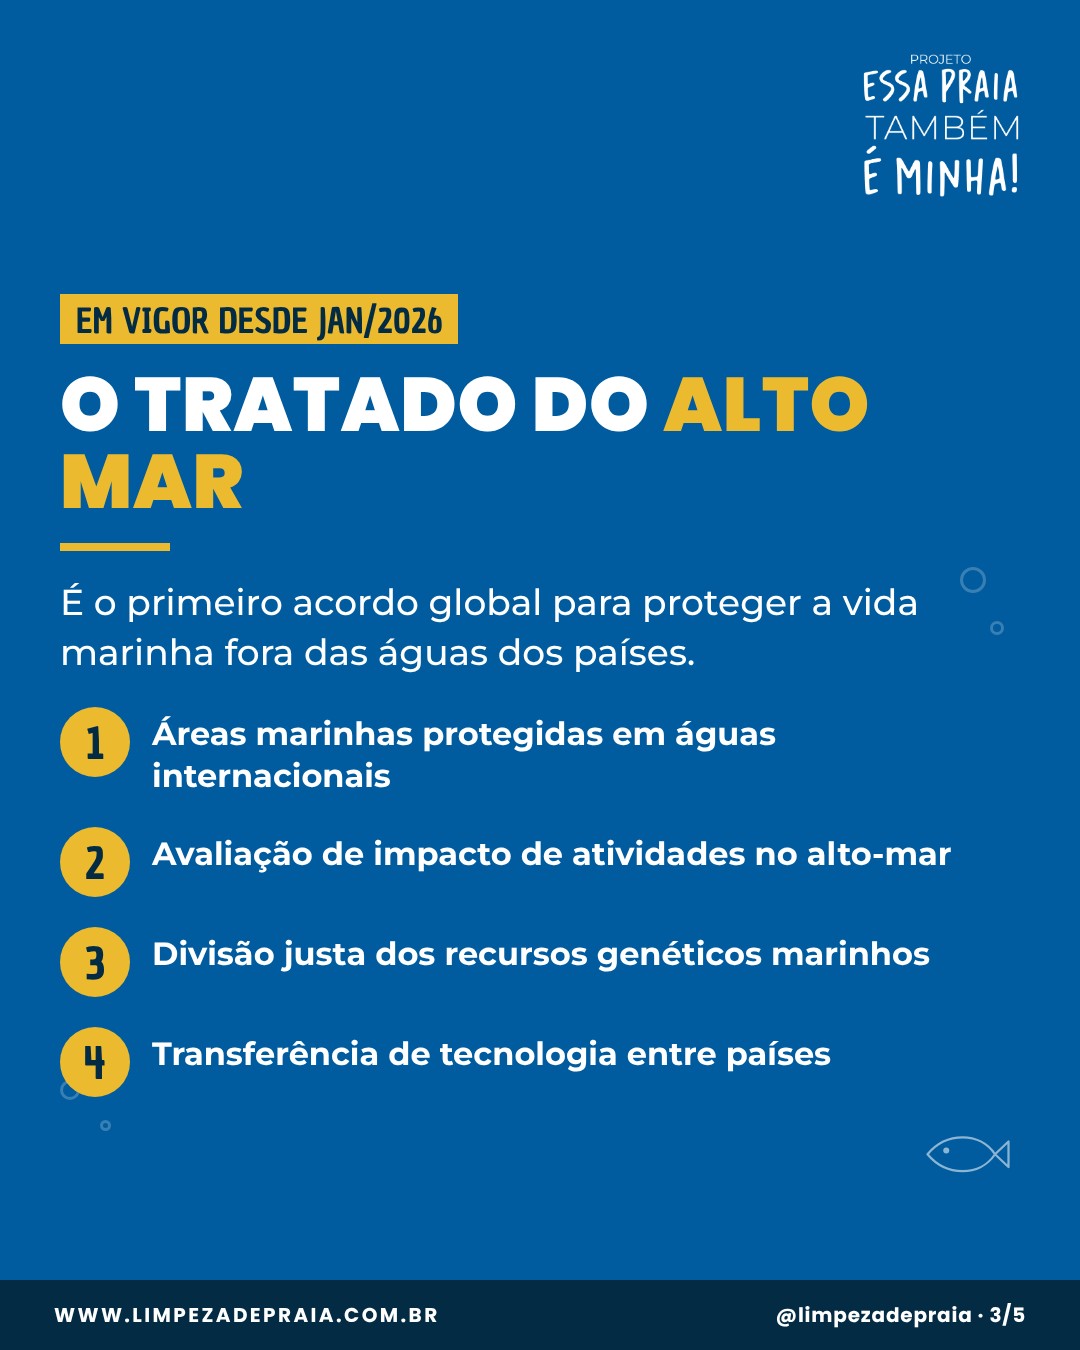 PROJETO
ESSA PRAIA
TAMBÉM
É MINHA!
EM VIGOR DESDE JAN/2026
O TRATADO DO ALTO
MAR
É o primeiro acordo global para proteger a vida
marinha fora das águas dos países.
1 Áreas marinhas protegidas em águas
internacionais
2 Avaliação de impacto de atividades no alto-mar
3 Divisão justa dos recursos genéticos marinhos
4 Transferência de tecnologia entre países
WWW.LIMPEZADEPRAIA.COM.BR
@limpezadepraia · 3/5